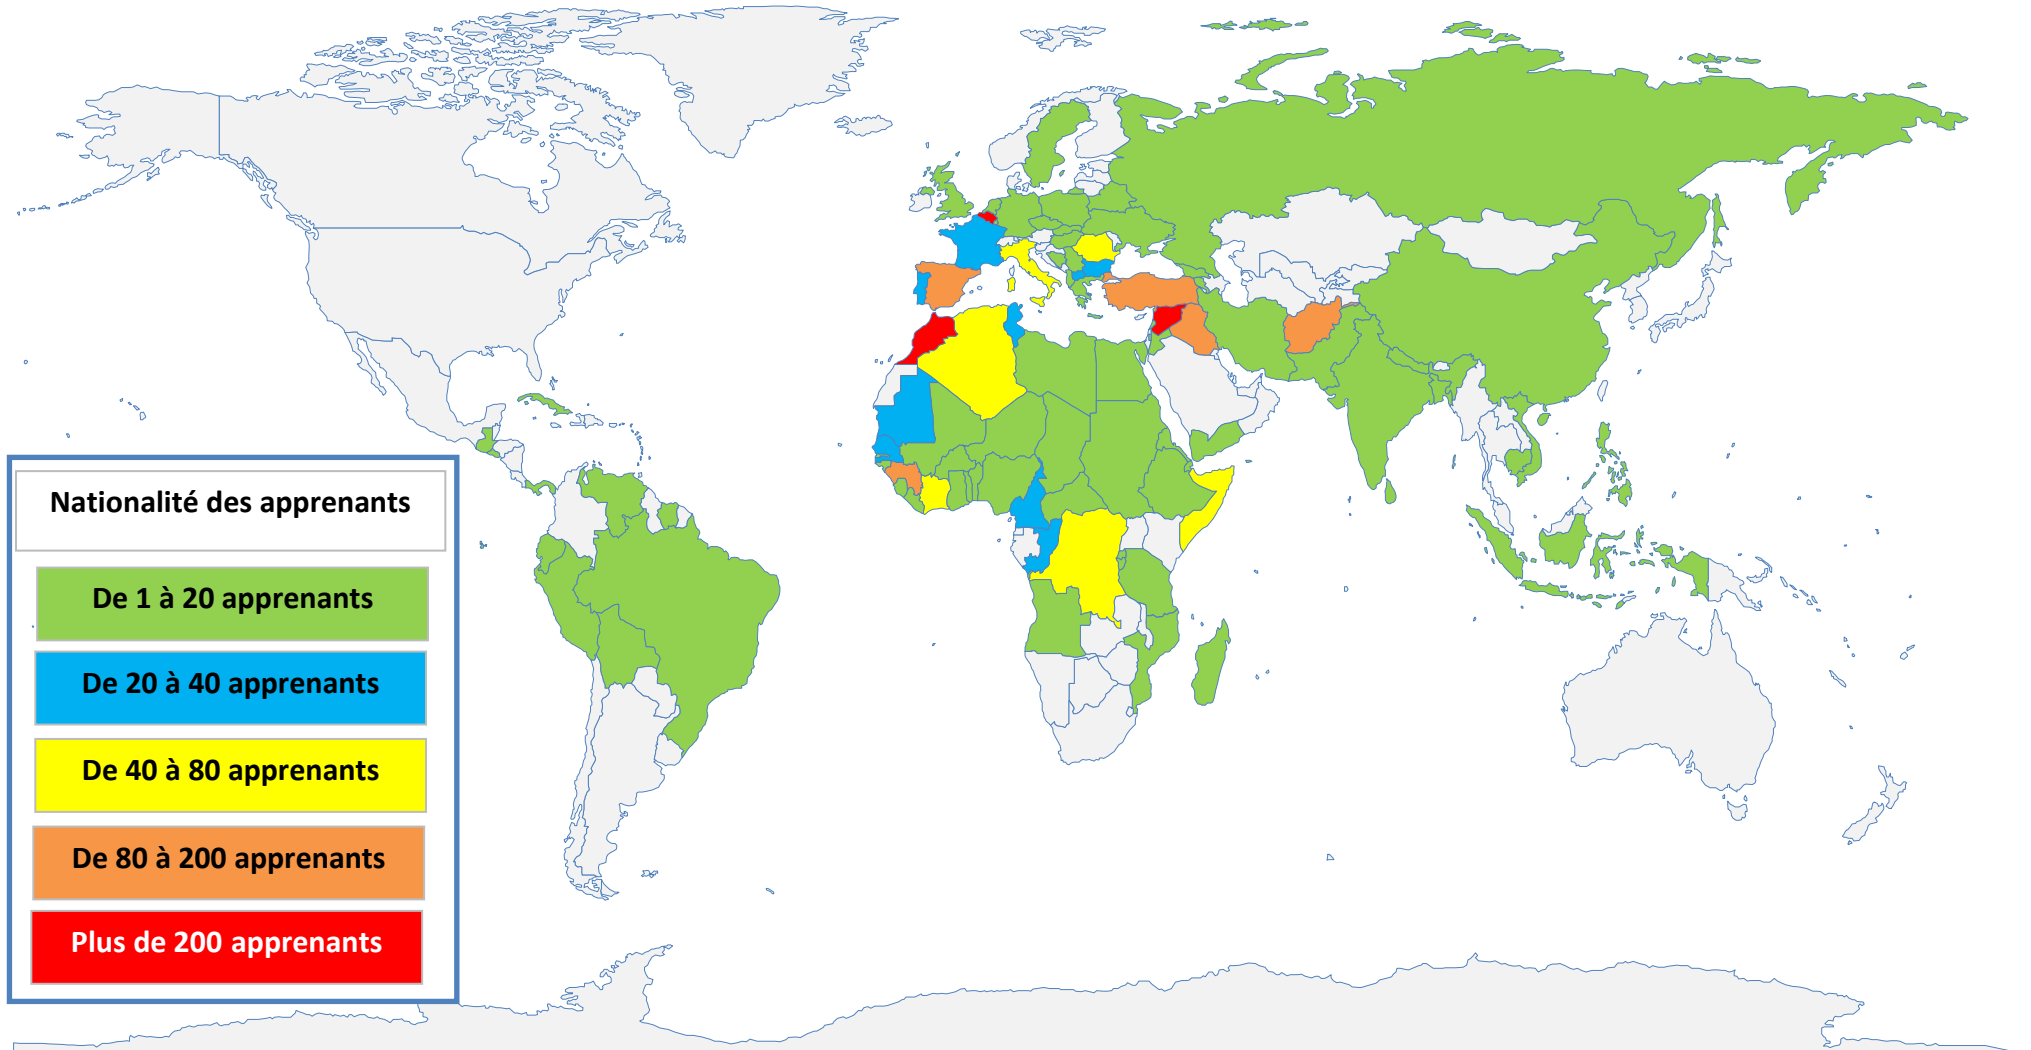 Nationalité des apprenants
De 1 à 20 apprenants
De 20 à 40 apprenants
De 40 à 80 apprenants
De 80 à 200 apprenants
Plus de 200 apprenants